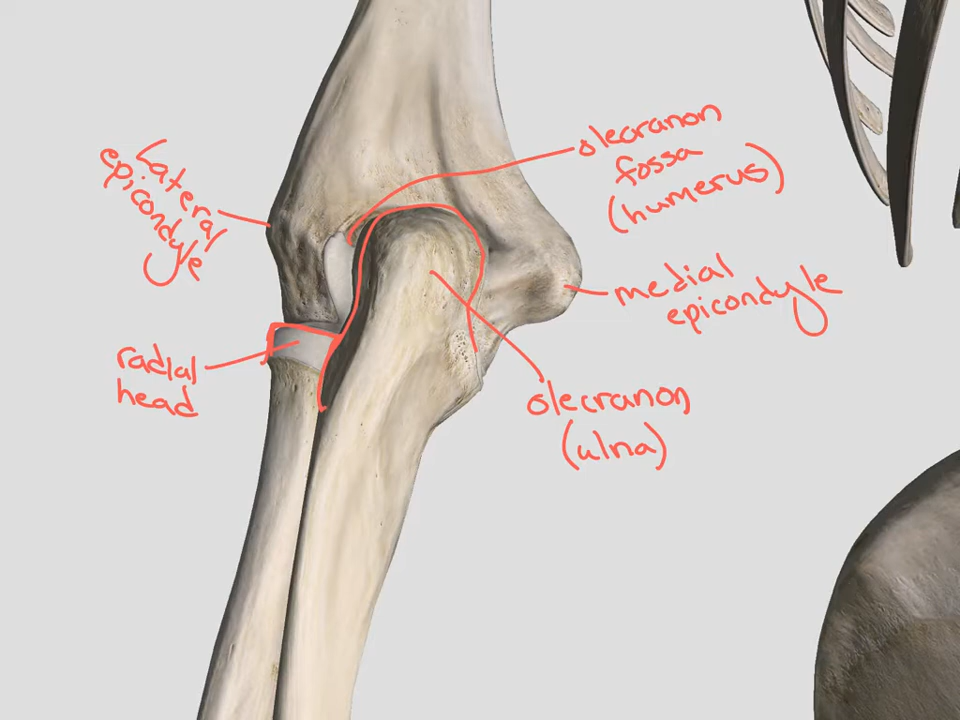 olecranon
fossa
(humerus)
Lateral
epicondyle
medial
epicondyle
radial
head
olecranon
(ulna)